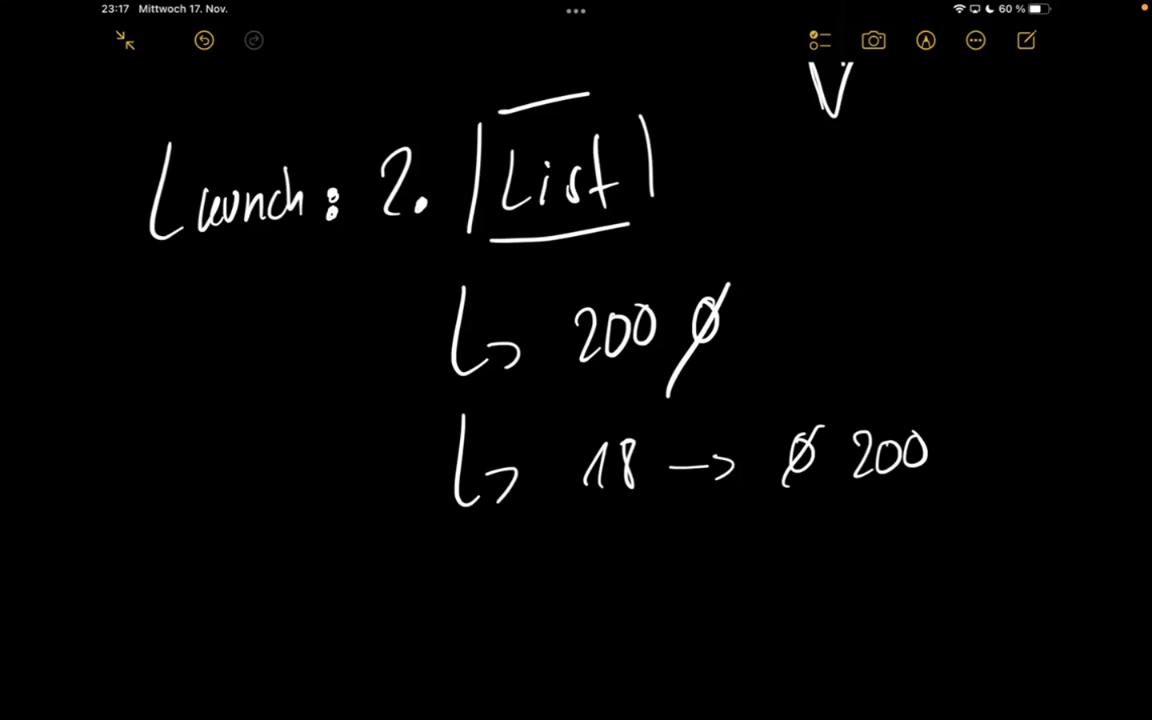 23:17 Mittwoch 17. Nov. 60 %
V
Launch: 2. |List|
↳ 200 ø
↳ 18 → ø 200